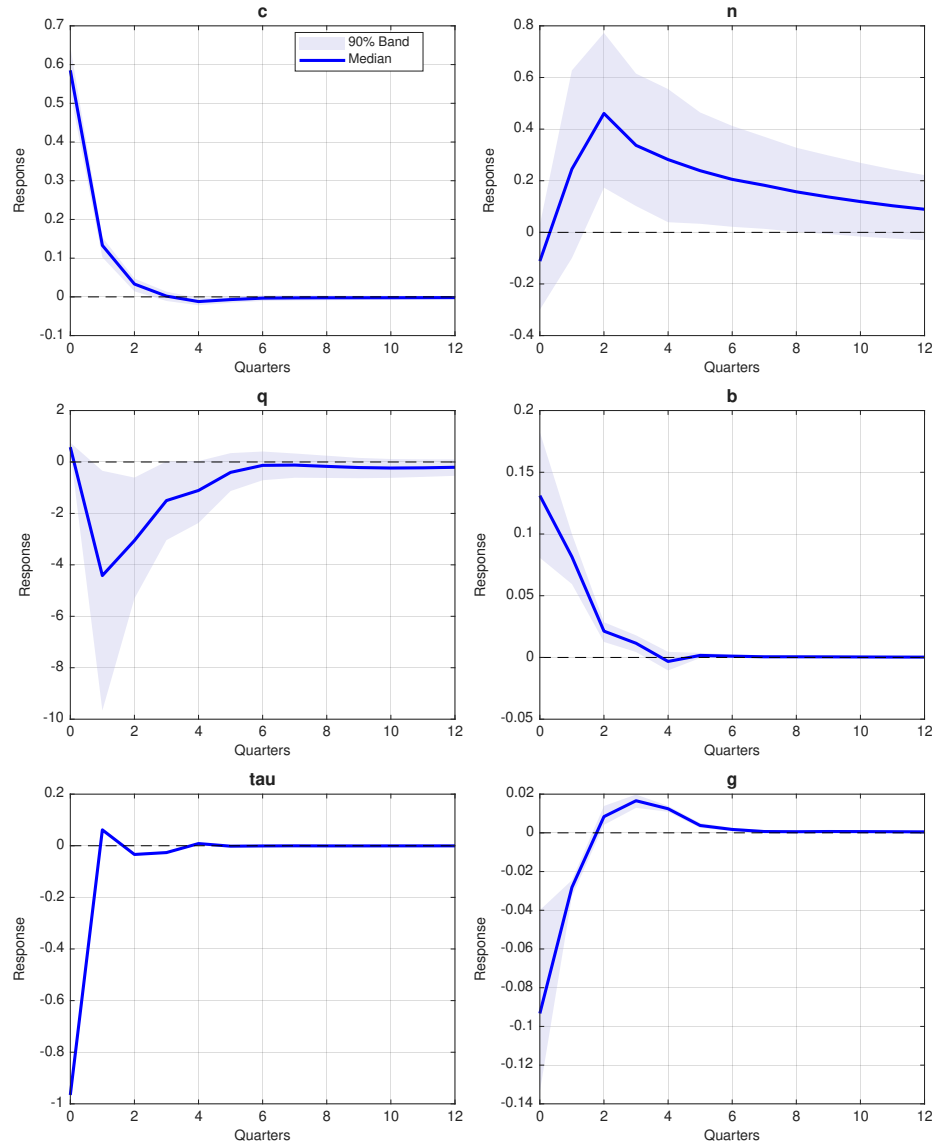 c
0.7
0.6
0.5
0.4
0.3
0.2
0.1
0
-0.1
Response
0 2 4 6 8 10 12
Quarters
90% Band
Median
n
0.8
0.6
0.4
0.2
0
-0.2
-0.4
Response
0 2 4 6 8 10 12
Quarters
q
2
0
-2
-4
-6
-8
-10
Response
0 2 4 6 8 10 12
Quarters
b
0.2
0.15
0.1
0.05
0
-0.05
Response
0 2 4 6 8 10 12
Quarters
tau
0.2
0
-0.2
-0.4
-0.6
-0.8
-1
Response
0 2 4 6 8 10 12
Quarters
g
0.02
0
-0.02
-0.04
-0.06
-0.08
-0.1
-0.12
-0.14
Response
0 2 4 6 8 10 12
Quarters